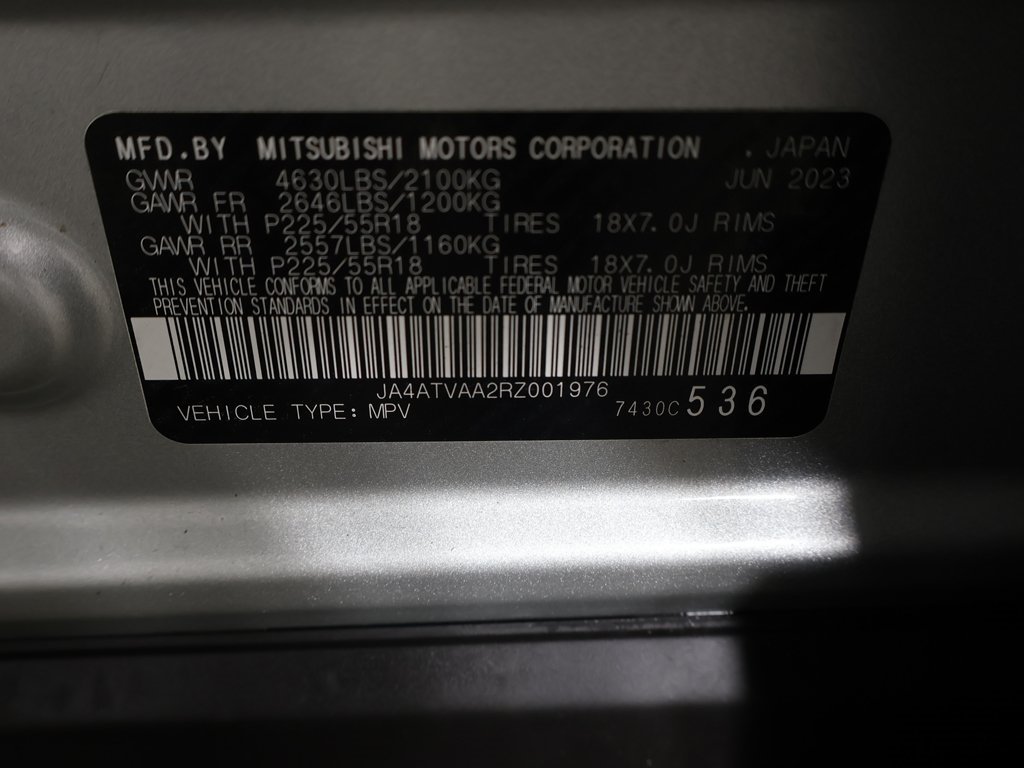 MFD.BY MITSUBISHI MOTORS CORPORATION . JAPAN
GVWR 4630LBS/2100KG JUN 2023
GAWR FR 2646LBS/1200KG
WITH P225/55R18 TIRES 18X7.0J RIMS
GAWR RR 2557LBS/1160KG
WITH P225/55R18 TIRES 18X7.0J RIMS
THIS VEHICLE CONFORMS TO ALL APPLICABLE FEDERAL MOTOR VEHICLE SAFETY AND THEFT
PREVENTION STANDARDS IN EFFECT ON THE DATE OF MANUFACTURE SHOWN ABOVE.
JA4ATVAA2RZ001976
VEHICLE TYPE: MPV 7430C 536